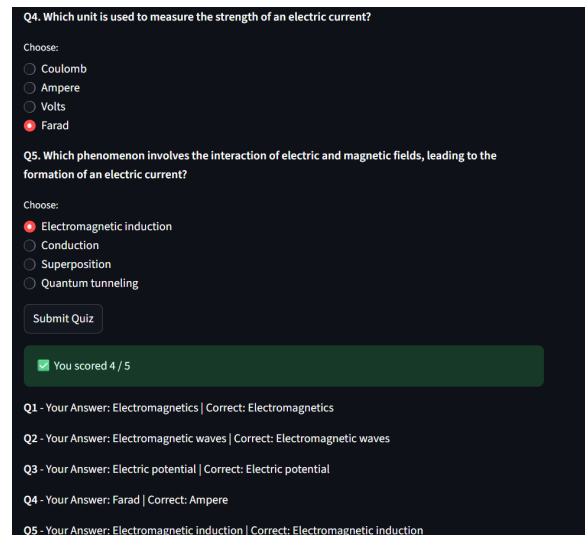 Q4. Which unit is used to measure the strength of an electric current?
Choose:
Coulomb
Ampere
Volts
Farad
Q5. Which phenomenon involves the interaction of electric and magnetic fields, leading to the
formation of an electric current?
Choose:
Electromagnetic induction
Conduction
Superposition
Quantum tunneling
Submit Quiz
You scored 4 / 5
Q1 - Your Answer: Electromagnetics | Correct: Electromagnetics
Q2 - Your Answer: Electromagnetic waves | Correct: Electromagnetic waves
Q3 - Your Answer: Electric potential | Correct: Electric potential
Q4 - Your Answer: Farad | Correct: Ampere
Q5 - Your Answer: Electromagnetic induction | Correct: Electromagnetic induction